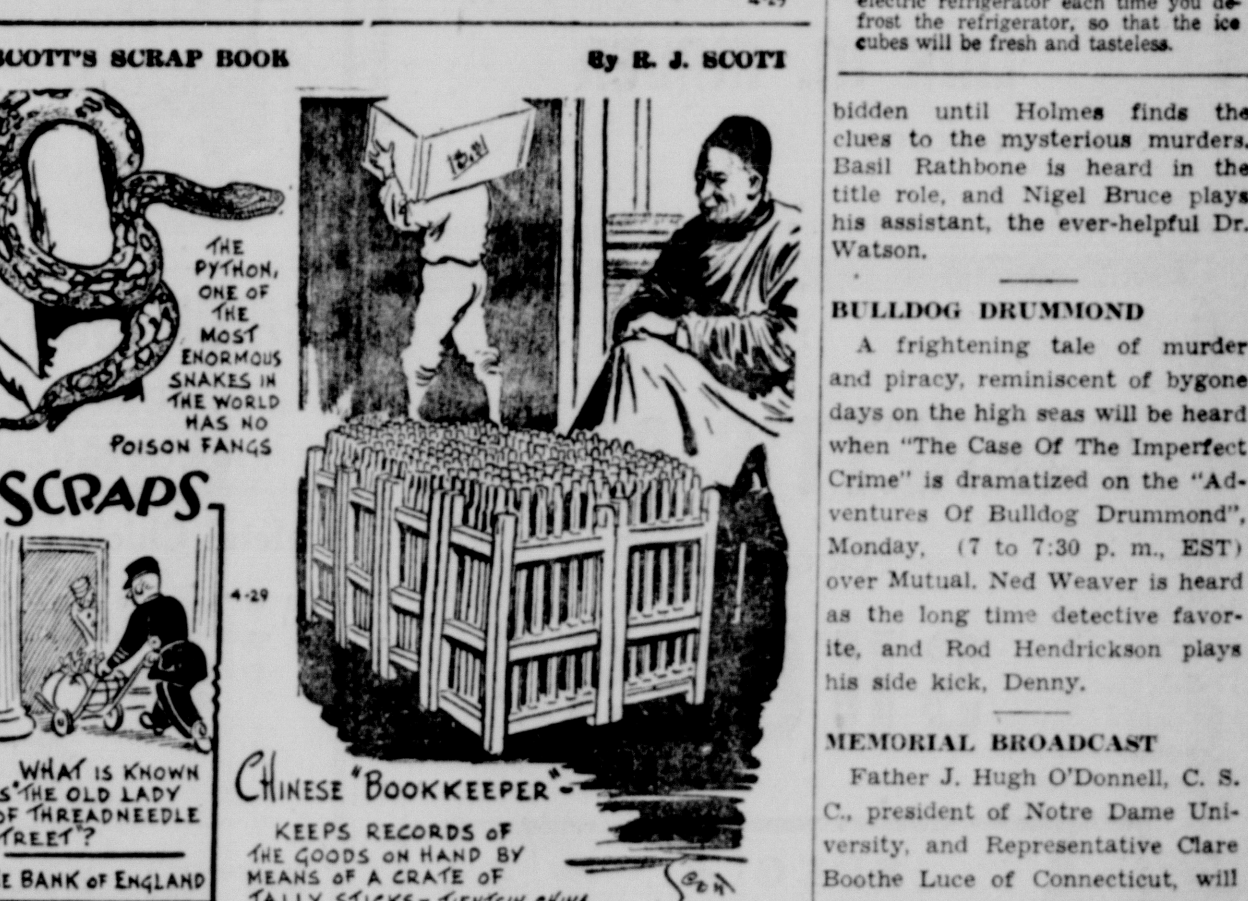 4-29
SCOTT'S SCRAP BOOK
By R. J. SCOTT
THE
PYTHON,
ONE OF
THE
MOST
ENORMOUS
SNAKES IN
THE WORLD
HAS NO
POISON FANGS
SCRAPS
4-29
WHAT IS KNOWN
"THE OLD LADY
OF THREADNEEDLE
TREET"?
E BANK OF ENGLAND
CHINESE "BOOKKEEPER"-
KEEPS RECORDS OF
THE GOODS ON HAND BY
MEANS OF A CRATE OF
TALLY STICKS - TIENTSIN CHINA
SCOTT
electric refrigerator each time you de-
frost the refrigerator, so that the ice
cubes will be fresh and tasteless.
bidden until Holmes finds the
clues to the mysterious murders.
Basil Rathbone is heard in the
title role, and Nigel Bruce plays
his assistant, the ever-helpful Dr.
Watson.
BULLDOG DRUMMOND
A frightening tale of murder
and piracy, reminiscent of bygone
days on the high seas will be heard
when "The Case Of The Imperfect
Crime" is dramatized on the "Ad-
ventures Of Bulldog Drummond",
Monday, (7 to 7:30 p. m., EST)
over Mutual. Ned Weaver is heard
as the long time detective favor-
ite, and Rod Hendrickson plays
his side kick, Denny.
MEMORIAL BROADCAST
Father J. Hugh O'Donnell, C. S.
C., president of Notre Dame Uni-
versity, and Representative Clare
Boothe Luce of Connecticut, will